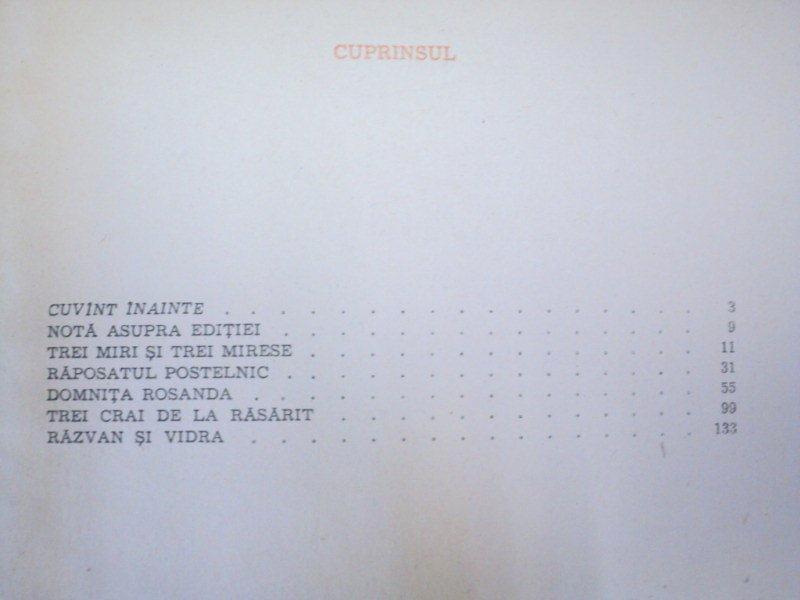 CUPRINSUL
CUVÎNT ÎNAINTE . . . . . . . . . . . . . . . . . 3
NOTĂ ASUPRA EDIȚIEI . . . . . . . . . . . . . . . 9
TREI MIRI ȘI TREI MIRESE . . . . . . . . . . . . . . 11
RĂPOSATUL POSTELNIC . . . . . . . . . . . . . . . 31
DOMNIȚA ROSANDA . . . . . . . . . . . . . . . . 55
TREI CRAI DE LA RĂSĂRIT . . . . . . . . . . . . . 99
RĂZVAN ȘI VIDRA . . . . . . . . . . . . . . . . 133